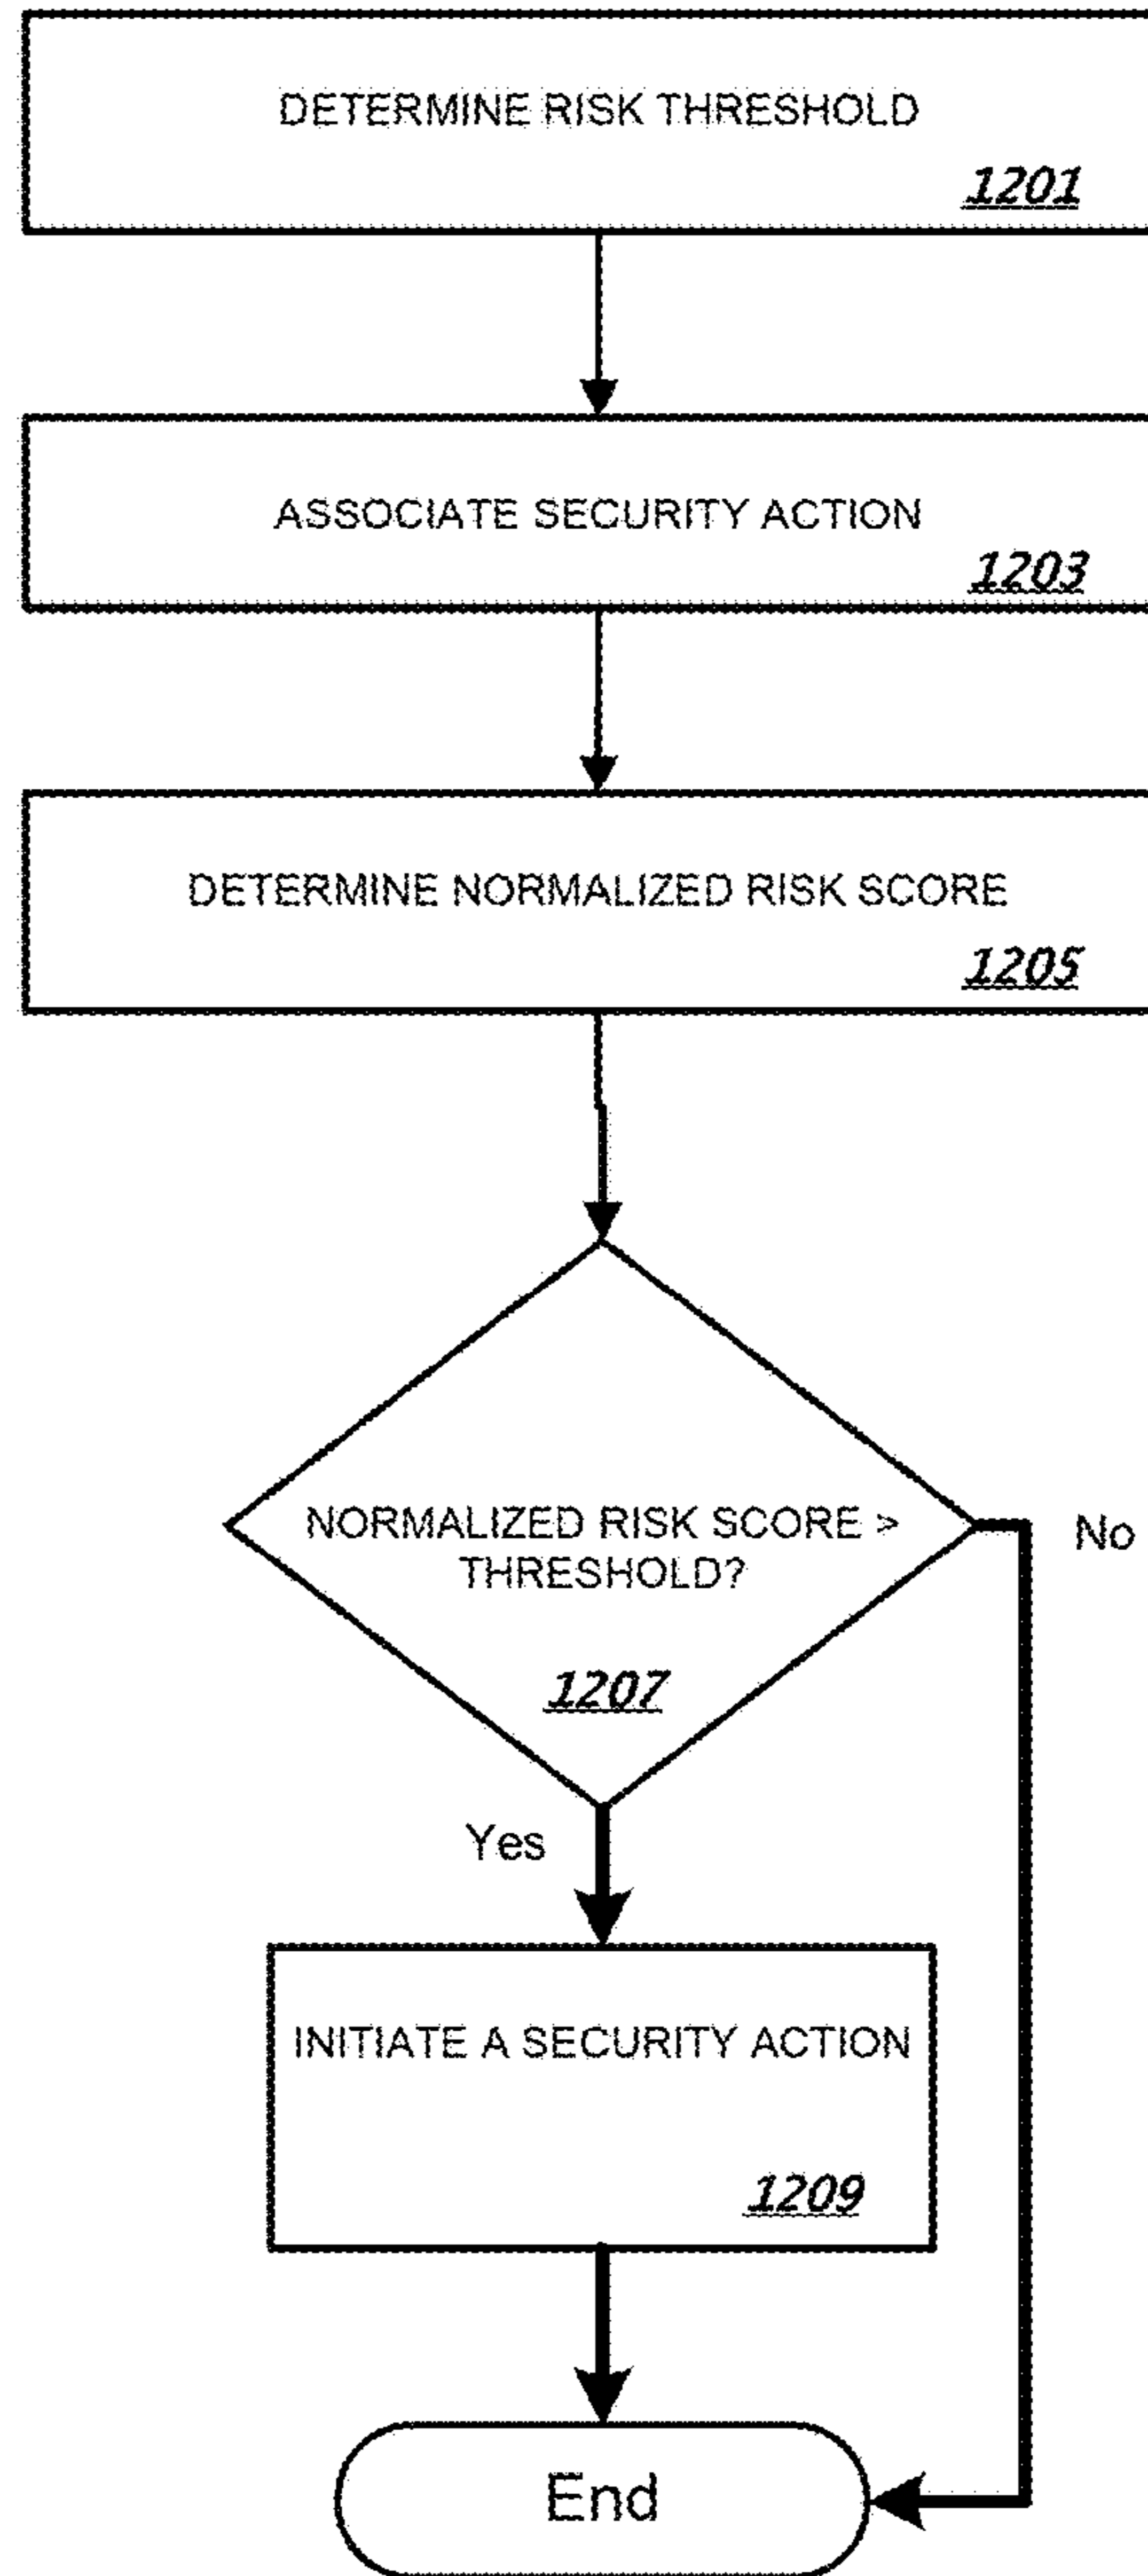 DETERMINE RISK THRESHOLD
1201
ASSOCIATE SECURITY ACTION
1203
DETERMINE NORMALIZED RISK SCORE
1205
NORMALIZED RISK SCORE >
THRESHOLD?
No
1207
Yes
INITIATE A SECURITY ACTION
1209
End